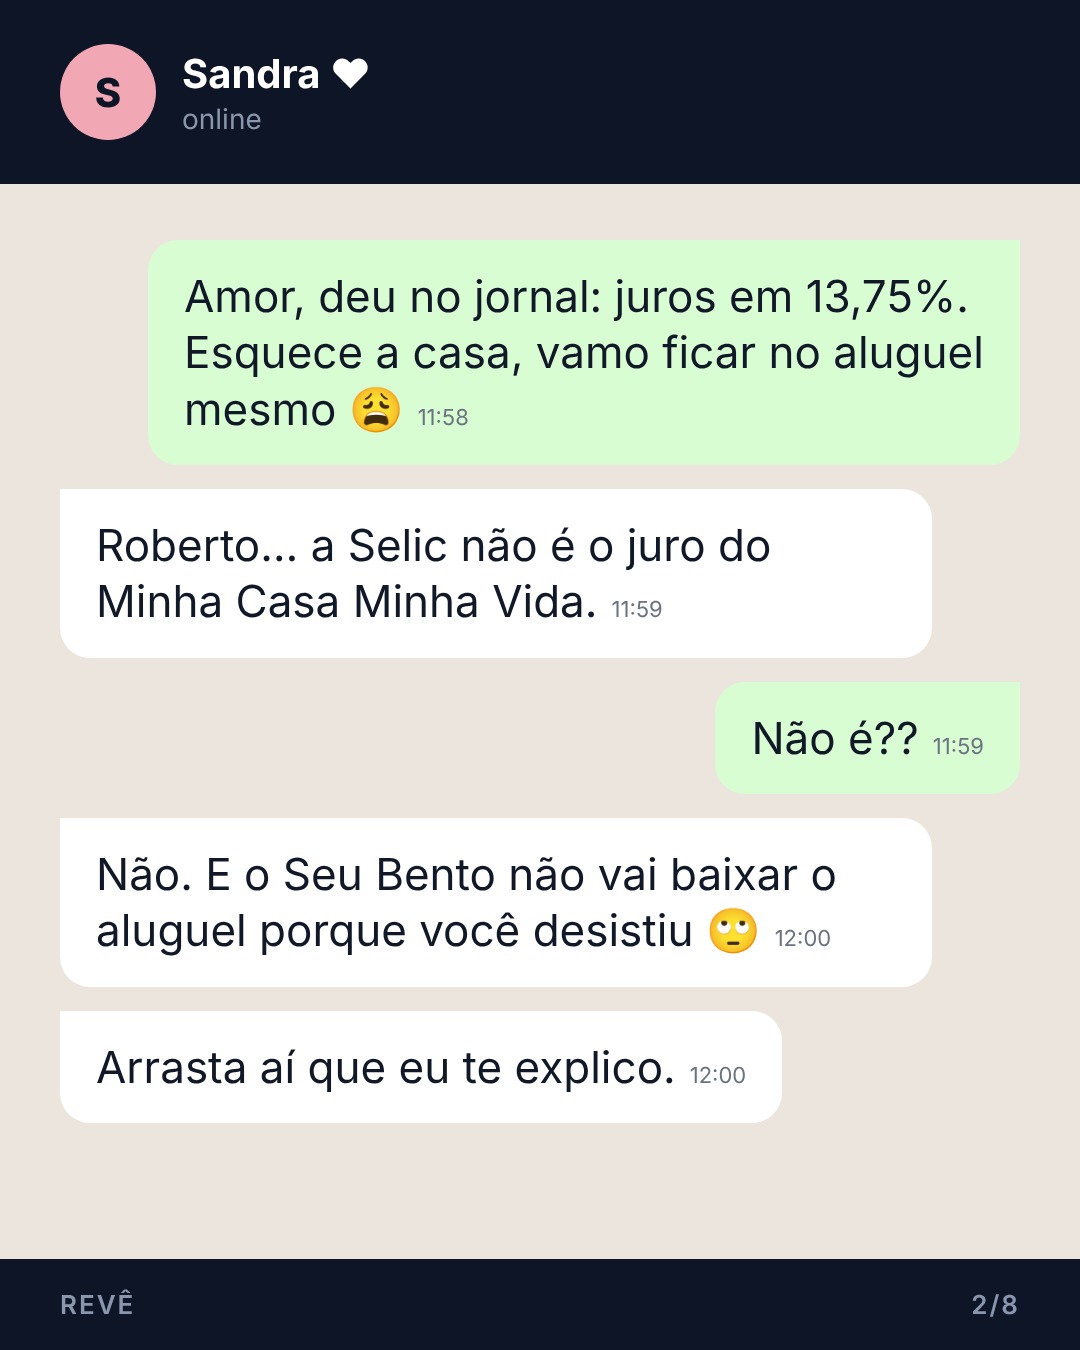 S
Sandra ♥
online
Amor, deu no jornal: juros em 13,75%.
Esquece a casa, vamo ficar no aluguel
mesmo 😩 11:58
Roberto... a Selic não é o juro do
Minha Casa Minha Vida. 11:59
Não é?? 11:59
Não. E o Seu Bento não vai baixar o
aluguel porque você desistiu 🙄 12:00
Arrasta aí que eu te explico. 12:00
REVÊ
2/8